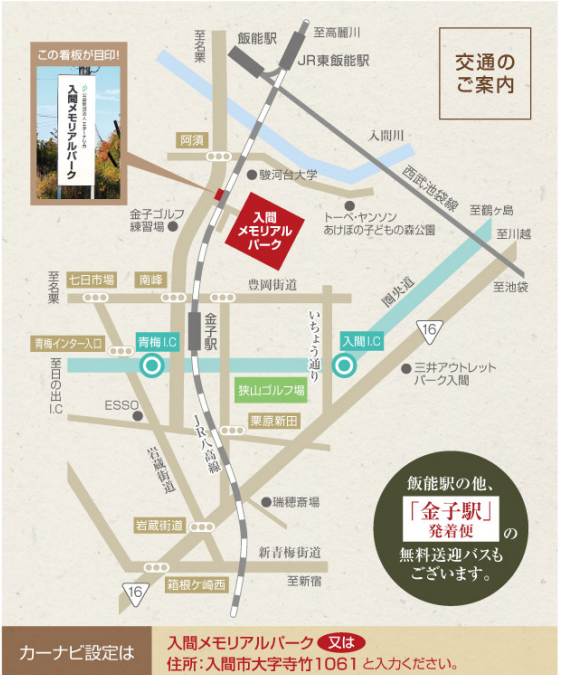 交通の
ご案内
この看板が目印！
入間メモリアルパーク
至名栗
飯能駅
至高麗川
JR東飯能駅
阿須
入間川
駿河台大学
西武池袋線
トーベ・ヤンソン
あけぼの子どもの森公園
金子ゴルフ
練習場
入間
メモリアル
パーク
至鶴ヶ島
至川越
至池袋
至名栗
七日市場
南峰
豊岡街道
圏央道
金子駅
いちょう通り
16
青梅インター入口
青梅I.C
入間I.C
至日の出
I.C
三井アウトレット
パーク入間
狭山ゴルフ場
ESSO
栗原新田
JR八高線
岩蔵街道
瑞穂斎場
岩蔵街道
新青梅街道
至新宿
箱根ケ崎西
16
飯能駅の他、
「金子駅」
発着便
の
無料送迎バスも
ございます。
カーナビ設定は
入間メモリアルパーク 又は
住所：入間市大字寺竹1061 と入力ください。